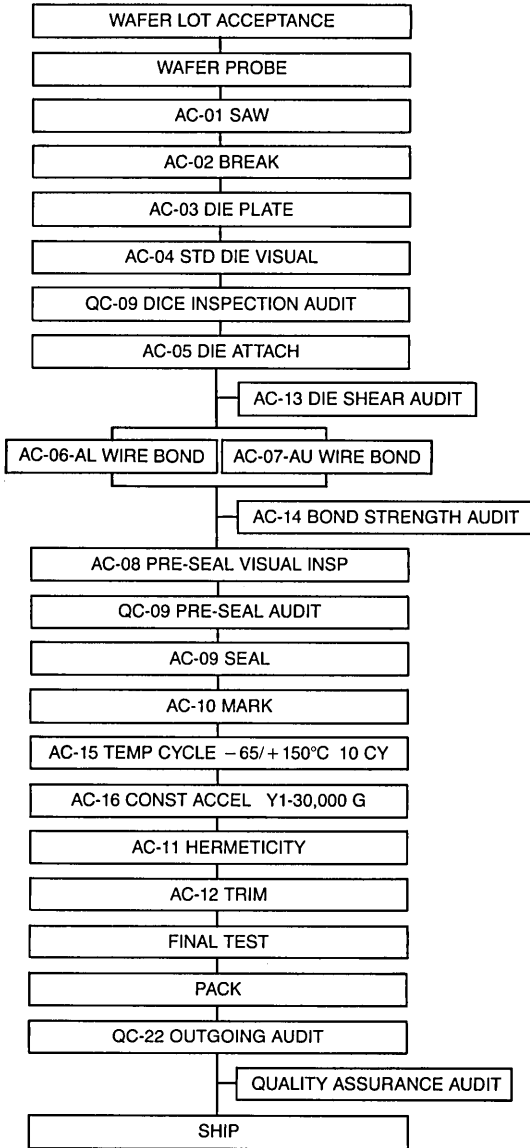 WAFER LOT ACCEPTANCE
WAFER PROBE
AC-01 SAW
AC-02 BREAK
AC-03 DIE PLATE
AC-04 STD DIE VISUAL
QC-09 DICE INSPECTION AUDIT
AC-05 DIE ATTACH
AC-13 DIE SHEAR AUDIT
AC-06-AL WIRE BOND
AC-07-AU WIRE BOND
AC-14 BOND STRENGTH AUDIT
AC-08 PRE-SEAL VISUAL INSP
QC-09 PRE-SEAL AUDIT
AC-09 SEAL
AC-10 MARK
AC-15 TEMP CYCLE −65/+150°C 10 CY
AC-16 CONST ACCEL Y1-30,000 G
AC-11 HERMETICITY
AC-12 TRIM
FINAL TEST
PACK
QC-22 OUTGOING AUDIT
QUALITY ASSURANCE AUDIT
SHIP